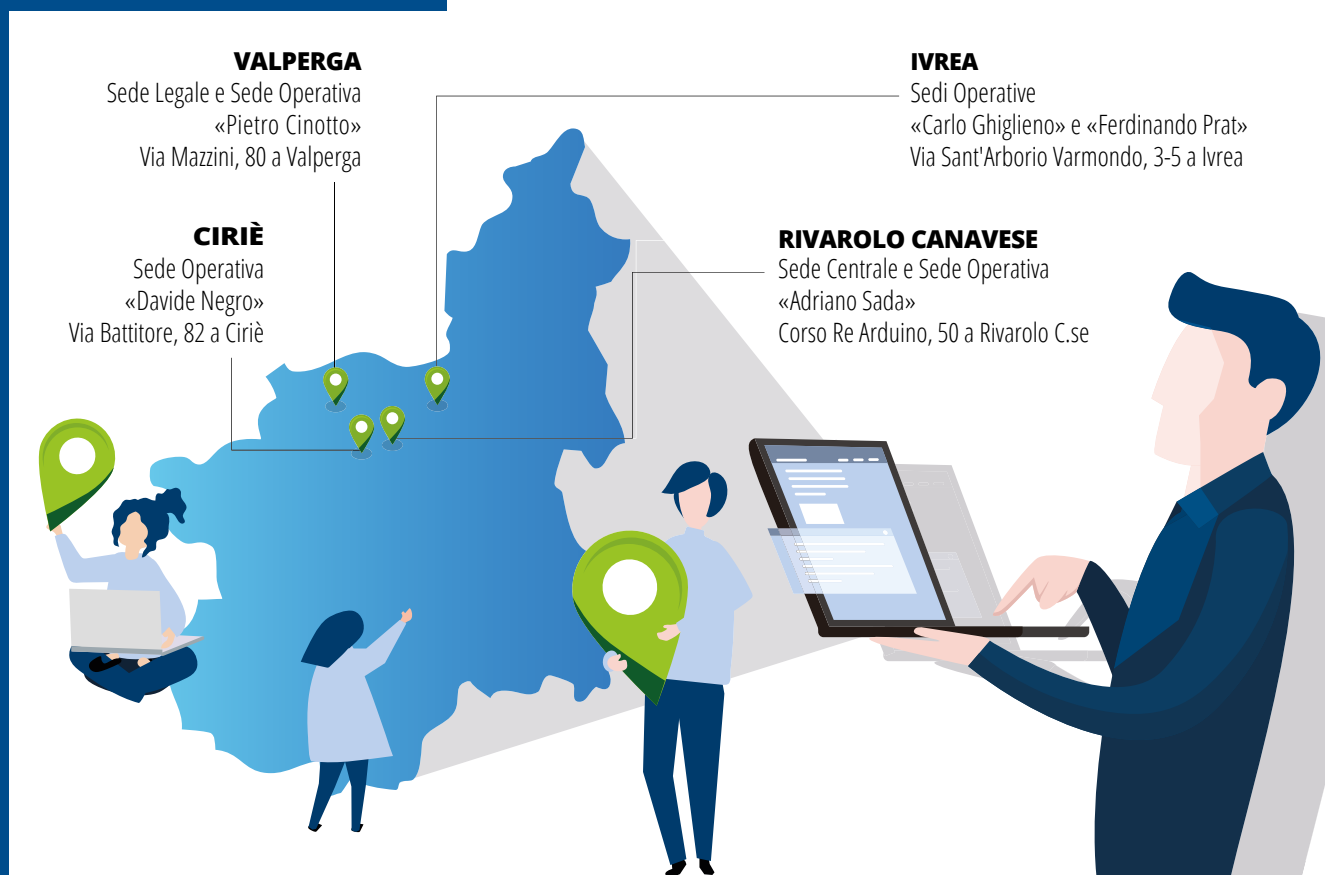 VALPERGA
Sede Legale e Sede Operativa
«Pietro Cinotto»
Via Mazzini, 80 a Valperga
IVREA
Sedi Operative
«Carlo Ghiglieno» e «Ferdinando Prat»
Via Sant'Arborio Varmondo, 3-5 a Ivrea
CIRIÈ
Sede Operativa
«Davide Negro»
Via Battitore, 82 a Ciriè
RIVAROLO CANAVESE
Sede Centrale e Sede Operativa
«Adriano Sada»
Corso Re Arduino, 50 a Rivarolo C.se